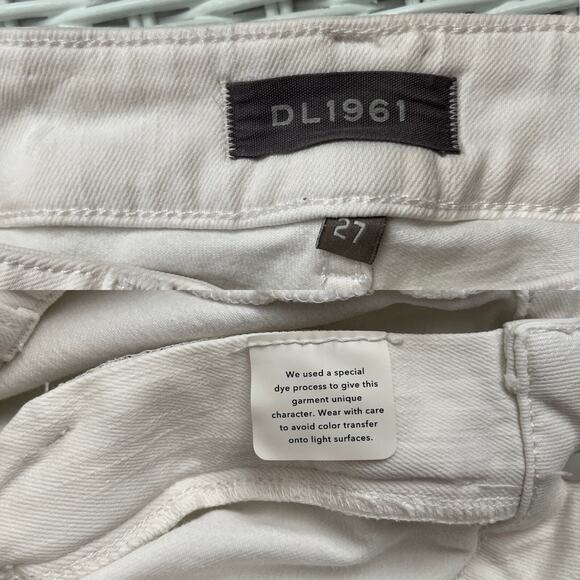 DL1961
27
We used a special
dye process to give this
garment unique
character. Wear with care
to avoid color transfer
onto light surfaces.